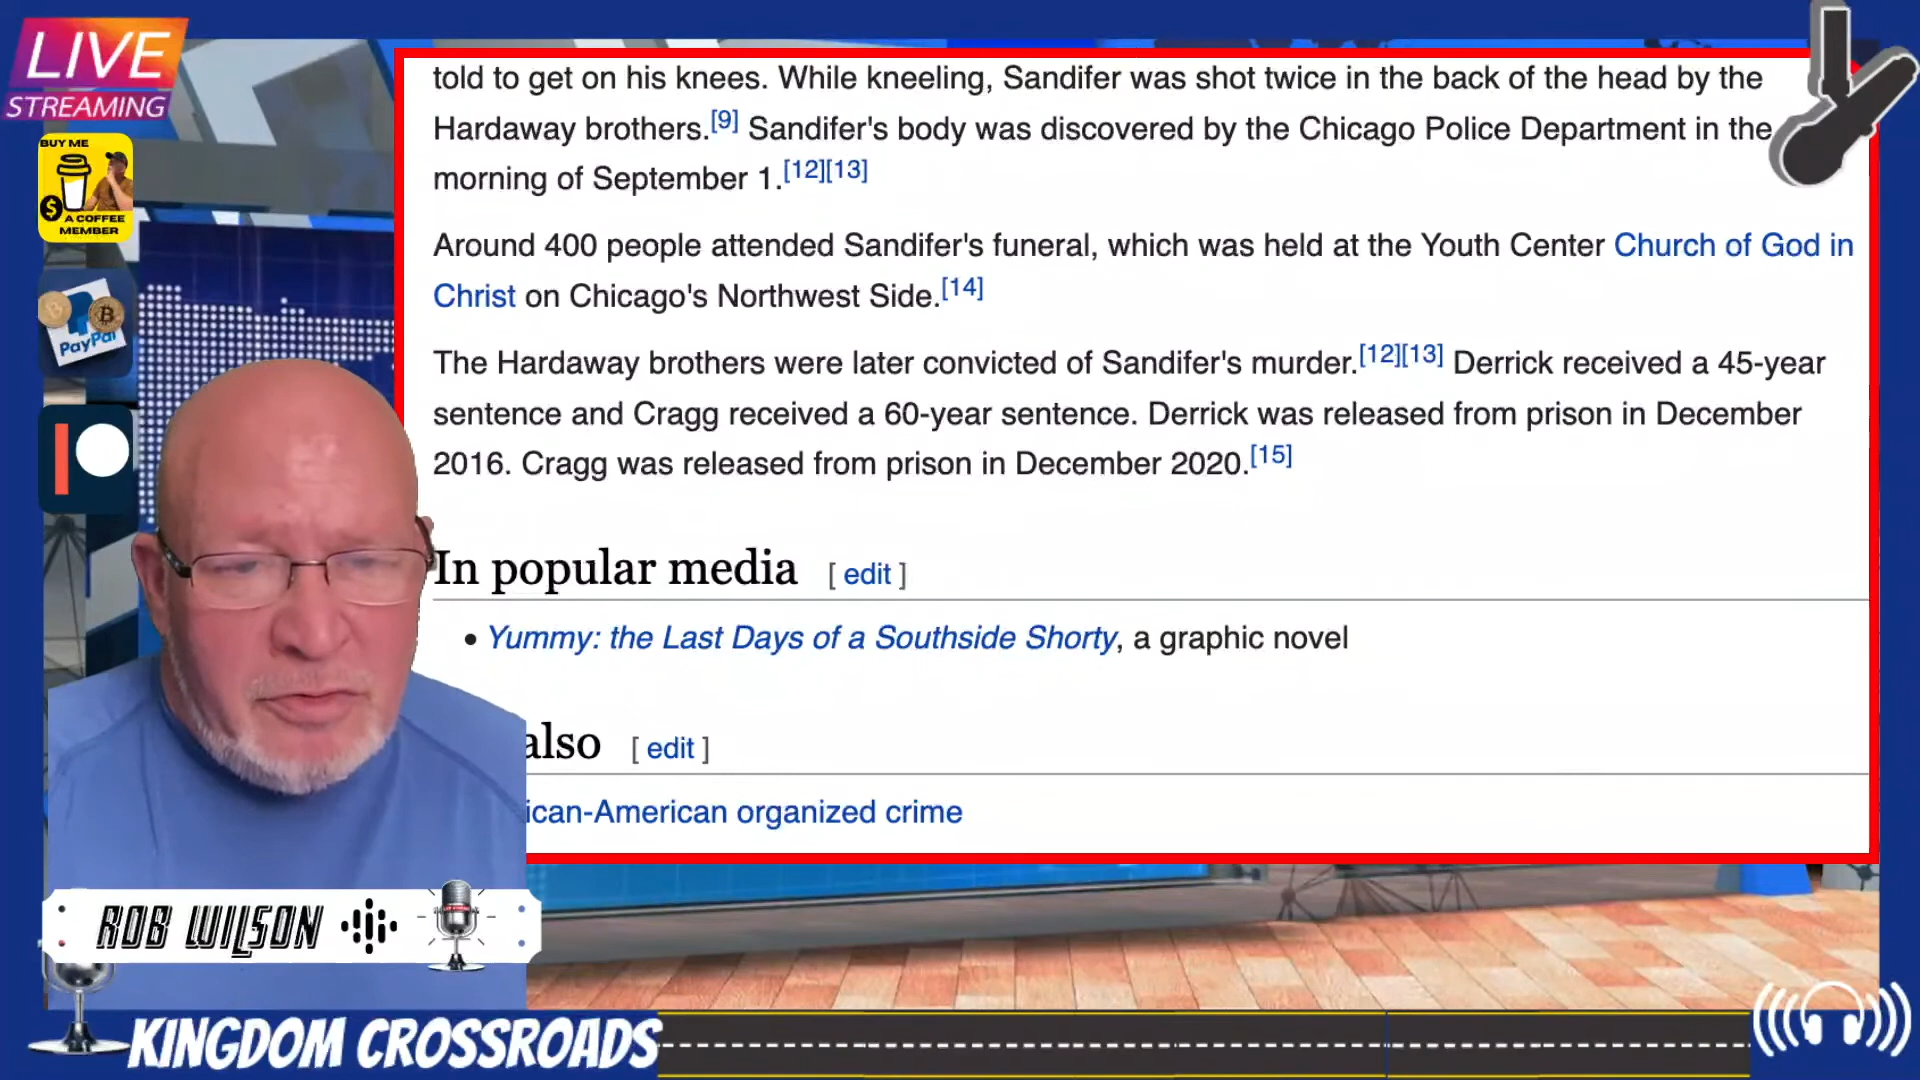 LIVE
STREAMING
BUY ME
$
A COFFEE
MEMBER
PayPal
told to get on his knees. While kneeling, Sandifer was shot twice in the back of the head by the
Hardaway brothers.[9] Sandifer's body was discovered by the Chicago Police Department in the
morning of September 1.[12][13]
Around 400 people attended Sandifer's funeral, which was held at the Youth Center Church of God in
Christ on Chicago's Northwest Side.[14]
The Hardaway brothers were later convicted of Sandifer's murder.[12][13] Derrick received a 45-year
sentence and Cragg received a 60-year sentence. Derrick was released from prison in December
2016. Cragg was released from prison in December 2020.[15]
In popular media [ edit ]
• Yummy: the Last Days of a Southside Shorty, a graphic novel
also [ edit ]
ican-American organized crime
ROB WILSON
KINGDOM CROSSROADS